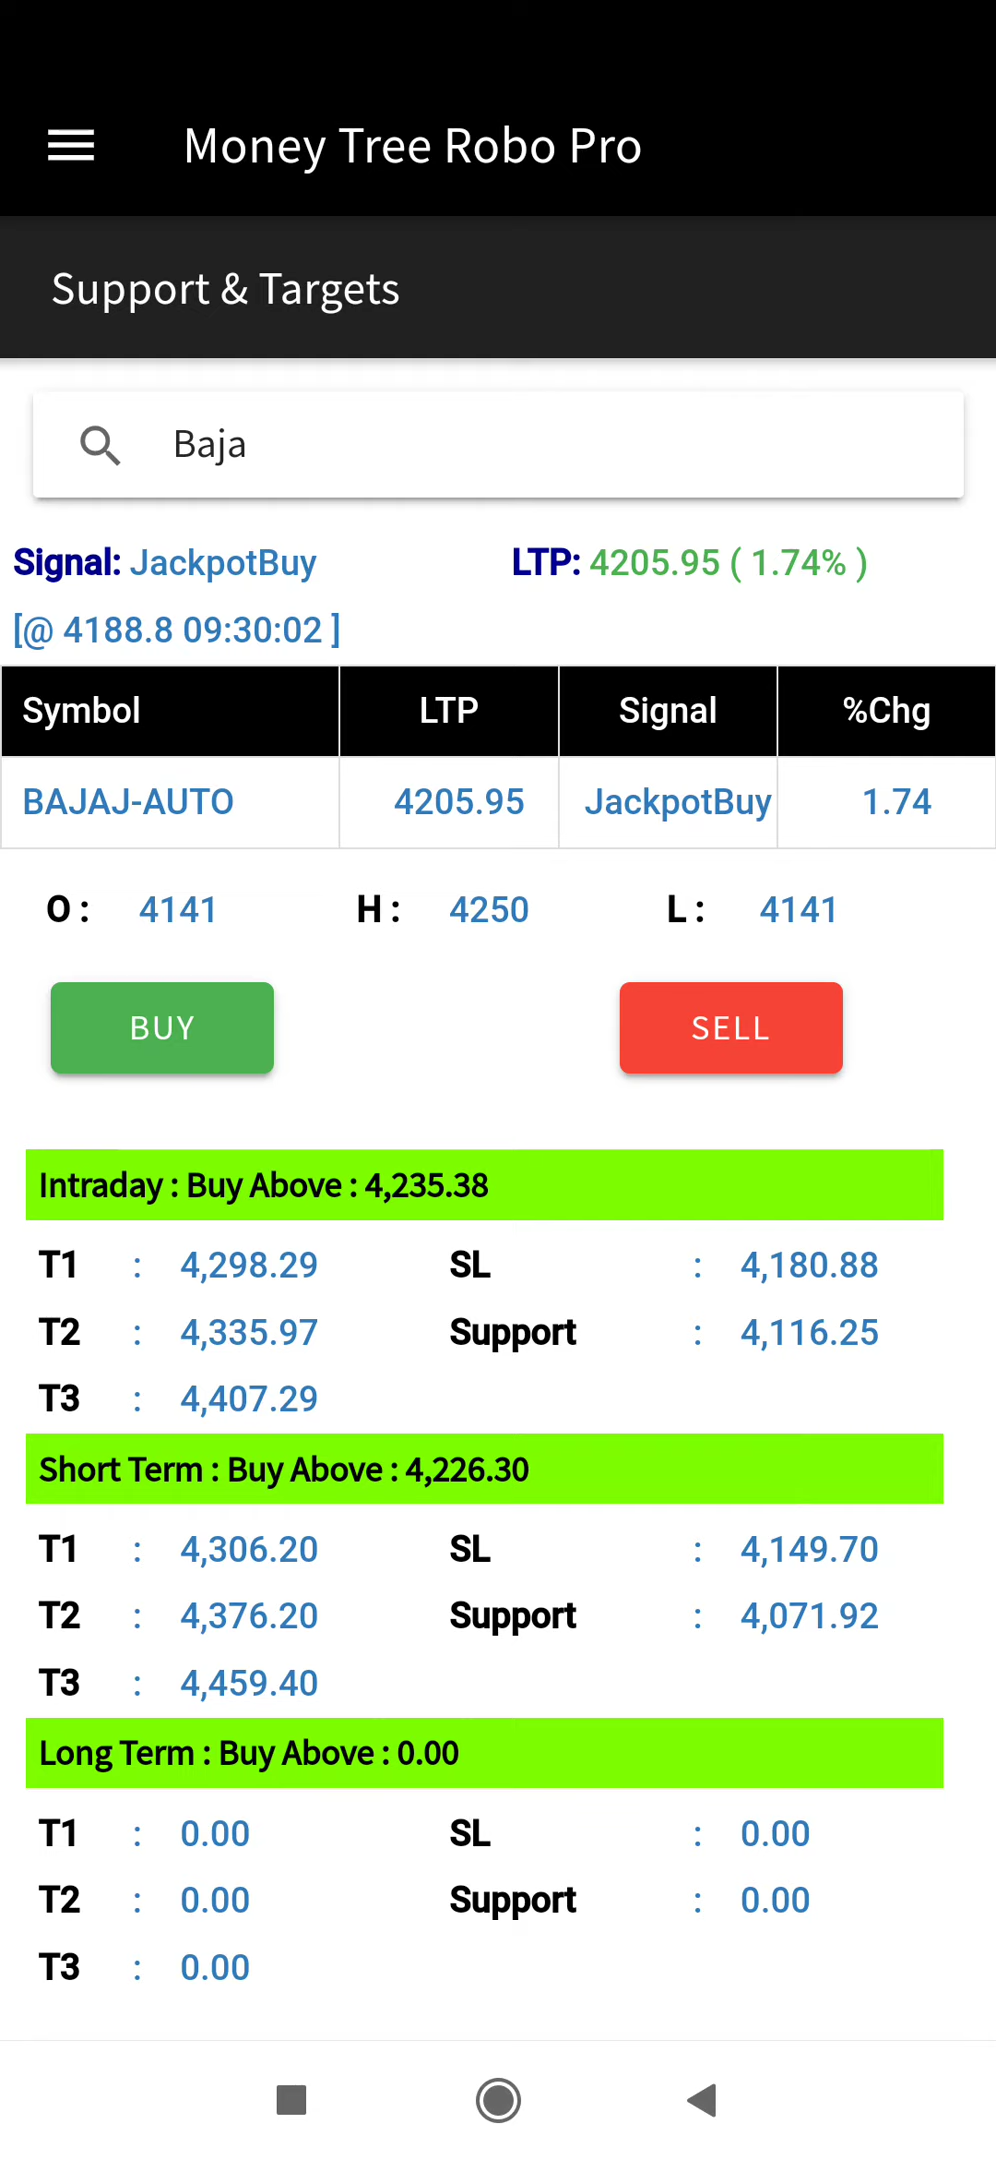 Money Tree Robo Pro
Support & Targets
Baja
Signal: JackpotBuy LTP: 4205.95 ( 1.74% )
[@ 4188.8 09:30:02 ]
Symbol LTP Signal %Chg
BAJAJ-AUTO 4205.95 JackpotBuy 1.74
O : 4141 H : 4250 L : 4141
BUY SELL
Intraday : Buy Above : 4,235.38
T1 : 4,298.29 SL : 4,180.88
T2 : 4,335.97 Support : 4,116.25
T3 : 4,407.29
Short Term : Buy Above : 4,226.30
T1 : 4,306.20 SL : 4,149.70
T2 : 4,376.20 Support : 4,071.92
T3 : 4,459.40
Long Term : Buy Above : 0.00
T1 : 0.00 SL : 0.00
T2 : 0.00 Support : 0.00
T3 : 0.00